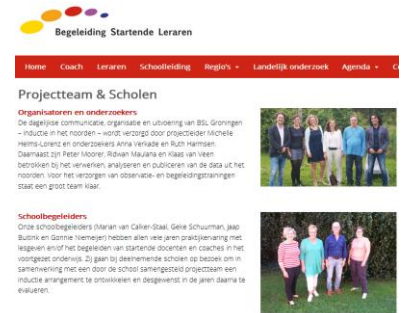 Begeleiding Startende Leraren
Home Coach Leraren Schoolleiding Regio's Landelijk onderzoek Agenda
Projectteam & Scholen
Organisatoren en onderzoekers
De dagelijkse communicatie, organisatie en uitvoering van BSL Groningen
– inductie in het noorden – wordt verzorgd door projectleider Michelle
Helms-Lorenz en onderzoekers Anna Verkade en Ruth Harmsen.
Daarnaast zijn Peter Moorer, Ridwan Maulana en Klaas van Veen
betrokken bij het verwerken, analyseren en publiceren van de data uit het
noorden. Voor het verzorgen van observatie- en begeleidingstrainingen
staat een groot team klaar.
Schoolbegeleiders
Onze schoolbegeleiders (Marian van Calker-Staal, Geke Schuurman, Jaap
Buitink en Gonnie Niemeijer) hebben allen vele jaren praktijkervaring met
lesgeven en/of het begeleiden van startende docenten en coaches in het
voortgezet onderwijs. Zij gaan bij deelnemende scholen op bezoek om in
samenwerking met een door de school samengesteld projectteam een
inductie arrangement te ontwikkelen en desgewenst in de jaren daarna te
evalueren.